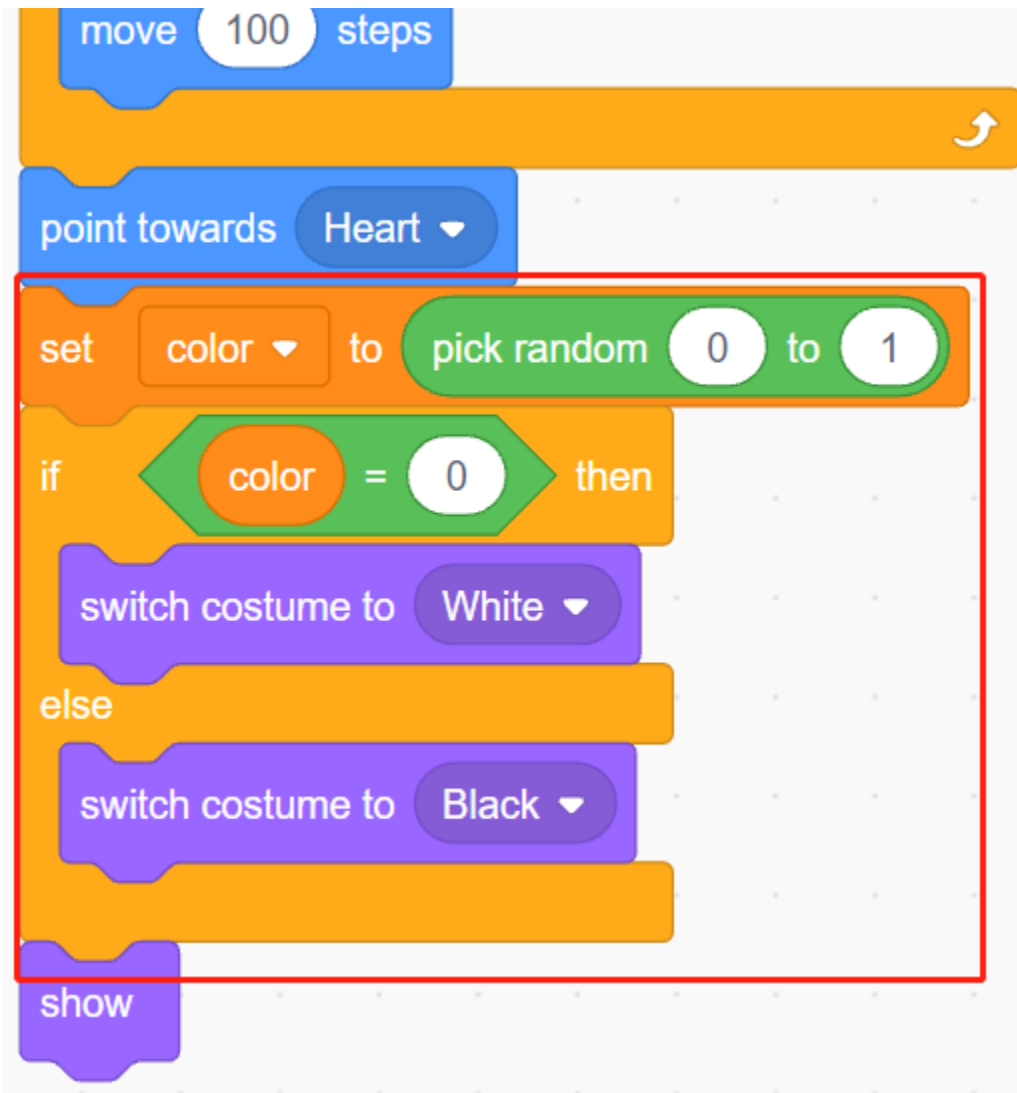 move 100 steps
point towards Heart
set color to pick random 0 to 1
if color = 0 then
switch costume to White
else
switch costume to Black
show